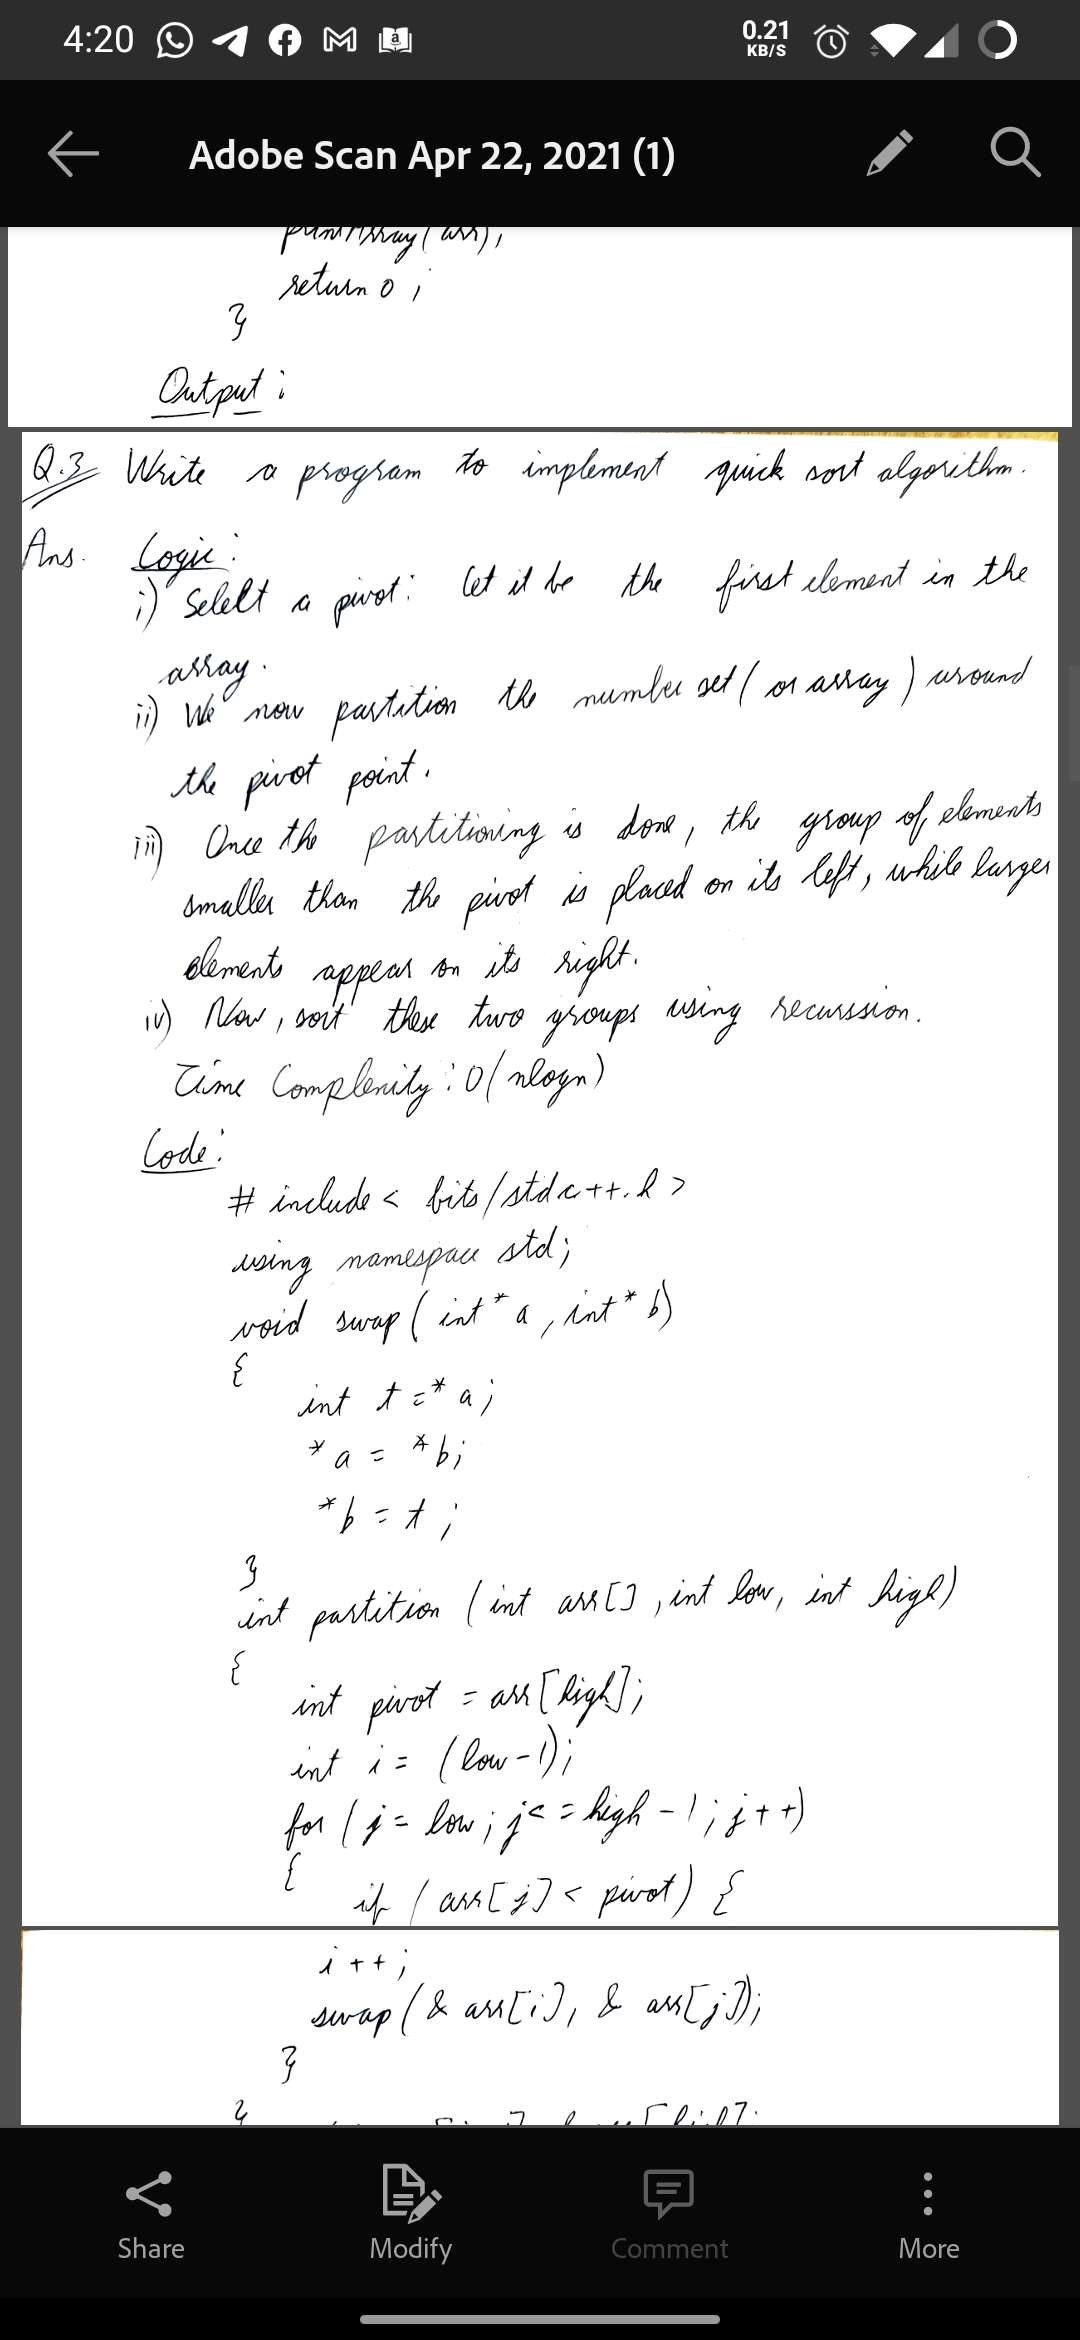 4:20
0.21
KB/S
Adobe Scan Apr 22, 2021 (1)
printArray(arr);
return 0;
}
Output:
Q.3 Write a program to implement quick sort algorithm.
Ans. Logic:
i) Select a pivot: Let it be the first element in the
array.
ii) We now partition the number set (or array) around
the pivot point.
iii) Once the partitioning is done, the group of elements
smaller than the pivot is placed on its left, while larger
elements appear on its right.
iv) Now, sort these two groups using recurssion.
Time Complexity: O(nlogn)
Code:
# include < bits/stdc++.h >
using namespace std;
void swap (int* a, int* b)
{
int t =* a;
*a = *b;
*b = t;
}
int partition (int arr[], int low, int high)
{
int pivot = arr[high];
int i = (low-1);
for (j = low; j<= high - 1; j++)
{
if (arr[j] < pivot) {
i++;
swap (& arr[i], & arr[j]);
}
}
Share
Modify
Comment
More